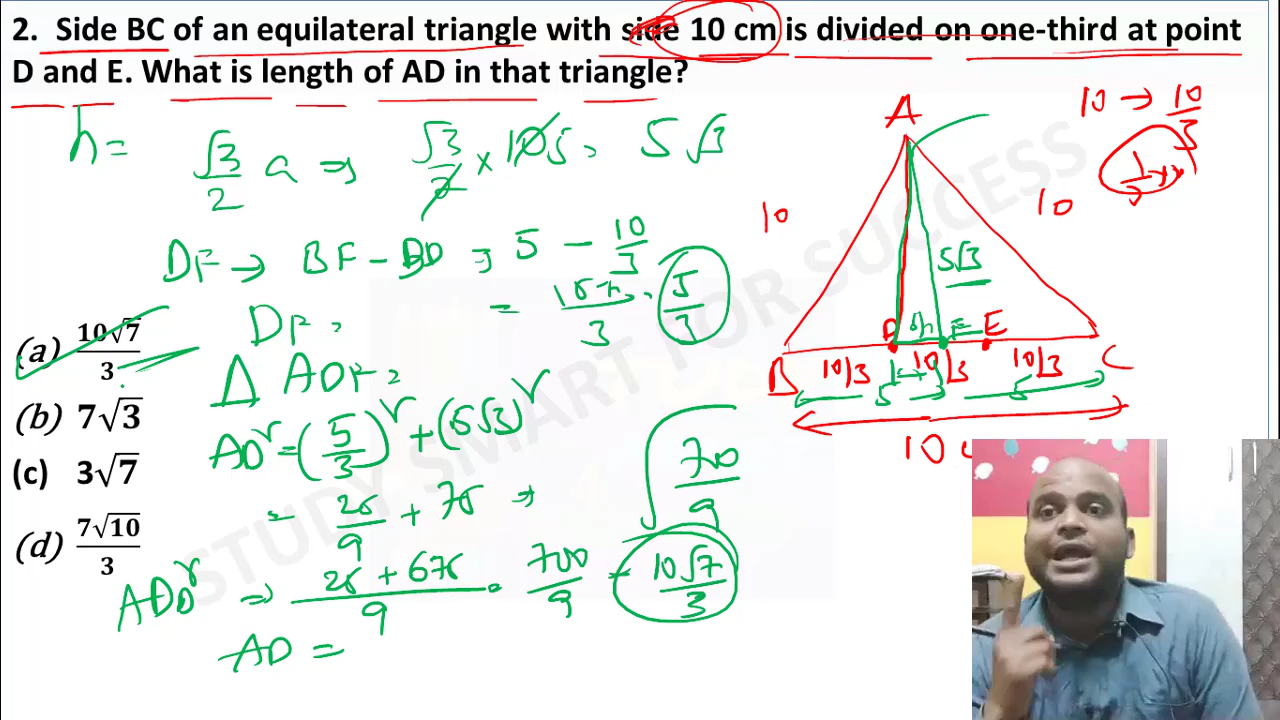 2. Side BC of an equilateral triangle with side 10 cm is divided on one-third at point
D and E. What is length of AD in that triangle?
h = √3/2 a ⇒ √3/2 × 10 5 = 5√3
DF → BF - BD = 5 - 10/3
= 15-10/3 = 5/3
DF =
Δ ADF =
AD² = (5/3)² + (5√3)²
= 25/9 + 75 ⇒ √700/9
AD² ⇒ 25 + 675/9 = 700/9 = 10√7/3
AD =
(a) 10√7/3
(b) 7√3
(c) 3√7
(d) 7√10/3
10 → 10/3
A
10
10
5√3
D
5/3
F
E
B
10/3
10/3
10/3
C
5
5
10
STUDY SMART FOR SUCCESS